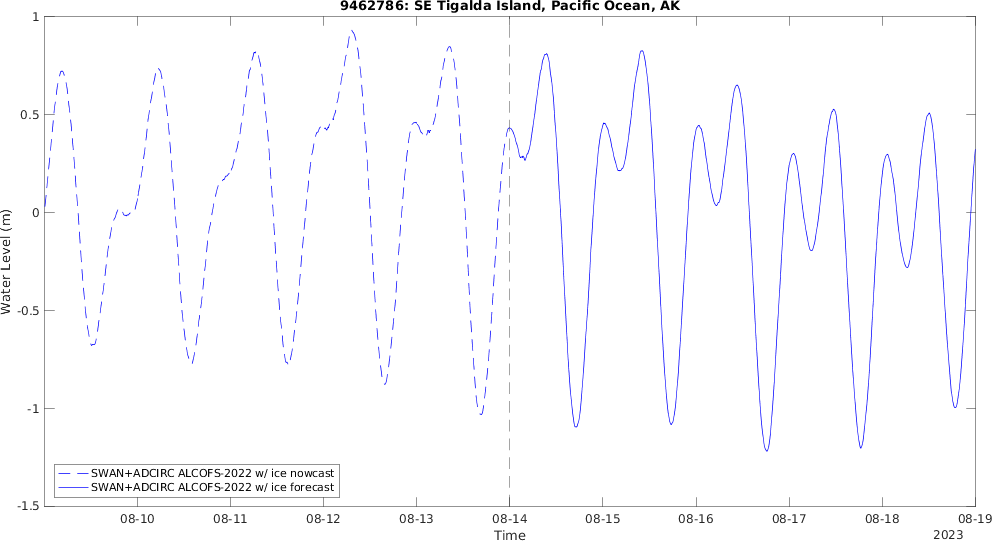 9462786: SE Tigalda Island, Pacific Ocean, AK
1
0.5
0
-0.5
-1
-1.5
Water Level (m)
SWAN+ADCIRC ALCOFS-2022 w/ ice nowcast
SWAN+ADCIRC ALCOFS-2022 w/ ice forecast
08-10 08-11 08-12 08-13 08-14 08-15 08-16 08-17 08-18 08-19
Time
2023